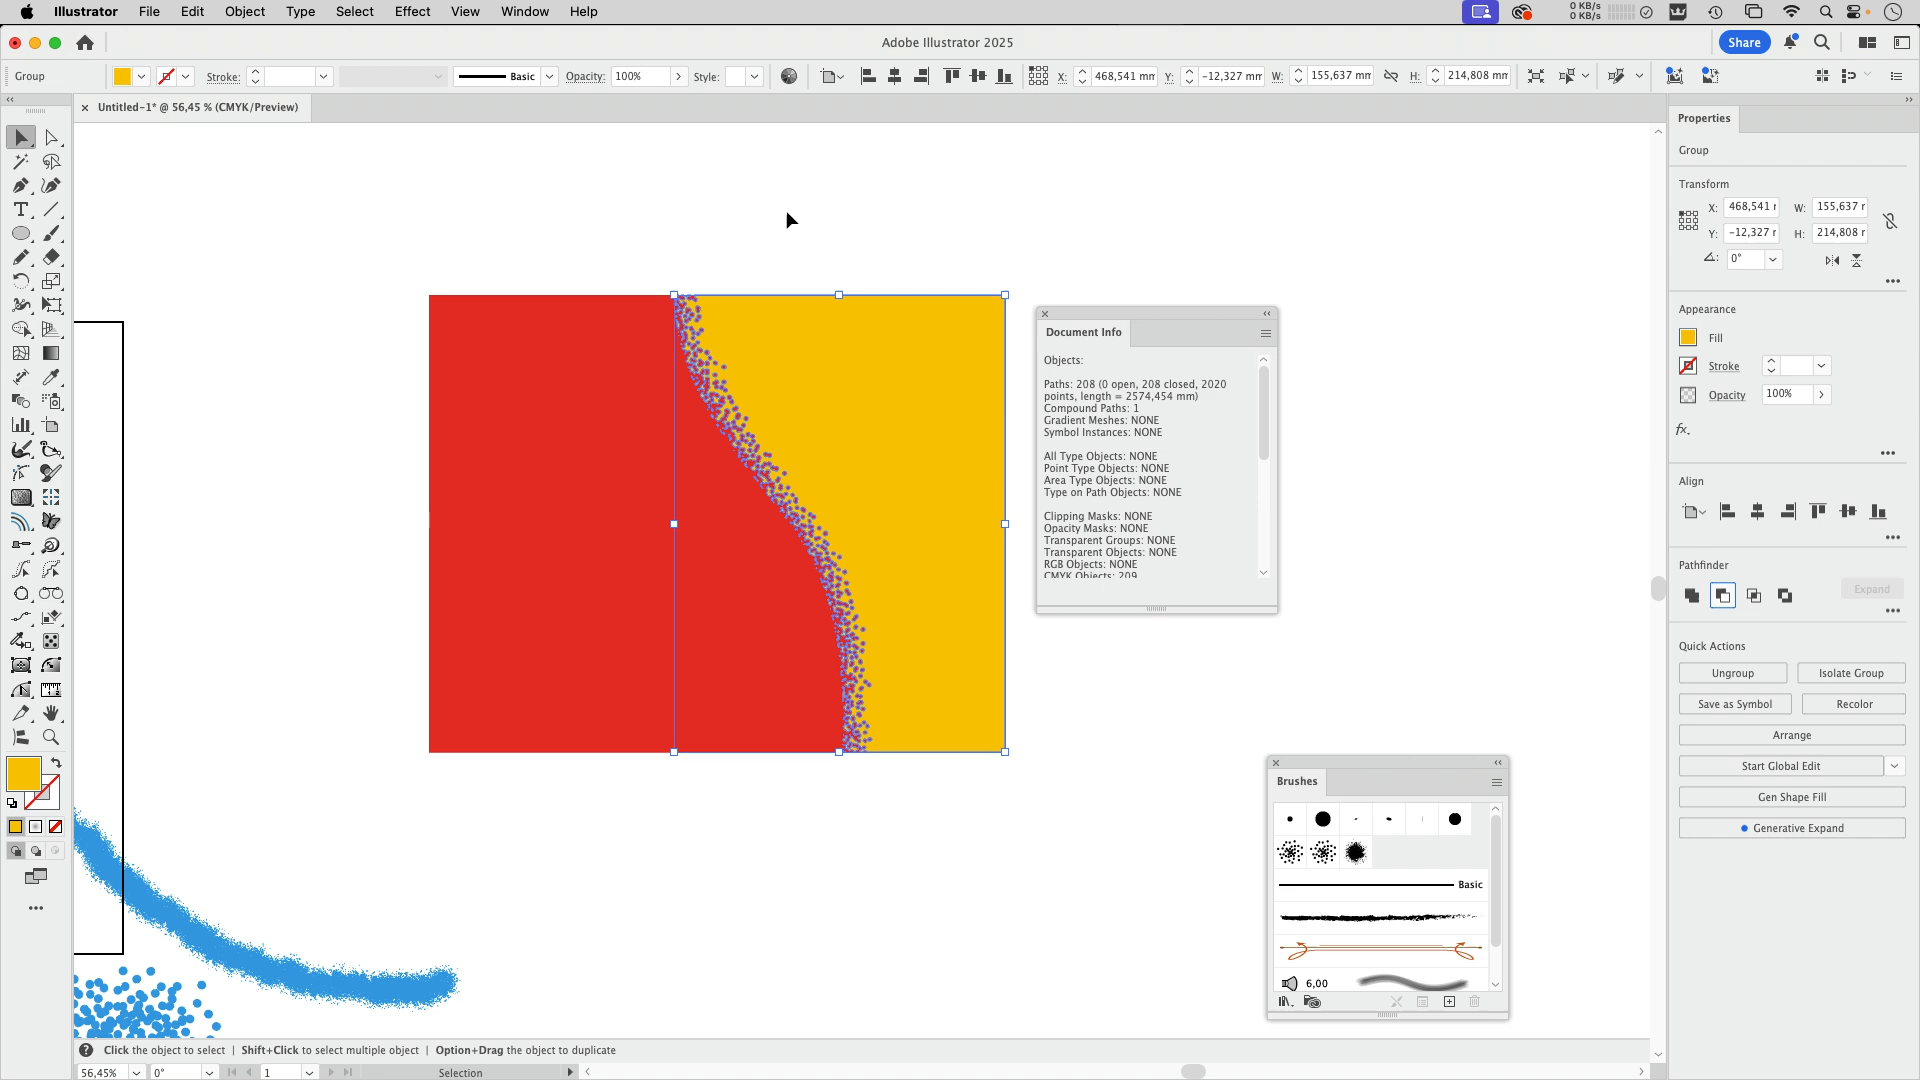 Illustrator File Edit Object Type Select Effect View Window Help
0 KB/s
0 KB/s
Adobe Illustrator 2025
Share
Group
Stroke:
Basic
Opacity: 100%
Style:
X: 468,541 mm
Y: -12,327 mm
W: 155,637 mm
H: 214,808 mm
Untitled-1* @ 56,45 % (CMYK/Preview)
Document Info
Objects:
Paths: 208 (0 open, 208 closed, 2020
points, length = 2574,454 mm)
Compound Paths: 1
Gradient Meshes: NONE
Symbol Instances: NONE
All Type Objects: NONE
Point Type Objects: NONE
Area Type Objects: NONE
Type on Path Objects: NONE
Clipping Masks: NONE
Opacity Masks: NONE
Transparent Groups: NONE
Transparent Objects: NONE
RGB Objects: NONE
CMYK Objects: 209
Brushes
Basic
6,00
Properties
Group
Transform
X: 468,541 r W: 155,637 r
Y: -12,327 r H: 214,808 r
0°
Appearance
Fill
Stroke
Opacity 100%
fx.
Align
Pathfinder
Expand
Quick Actions
Ungroup
Isolate Group
Save as Symbol
Recolor
Arrange
Start Global Edit
Gen Shape Fill
Generative Expand
Click the object to select | Shift+Click to select multiple object | Option+Drag the object to duplicate
56,45% 0° 1 Selection